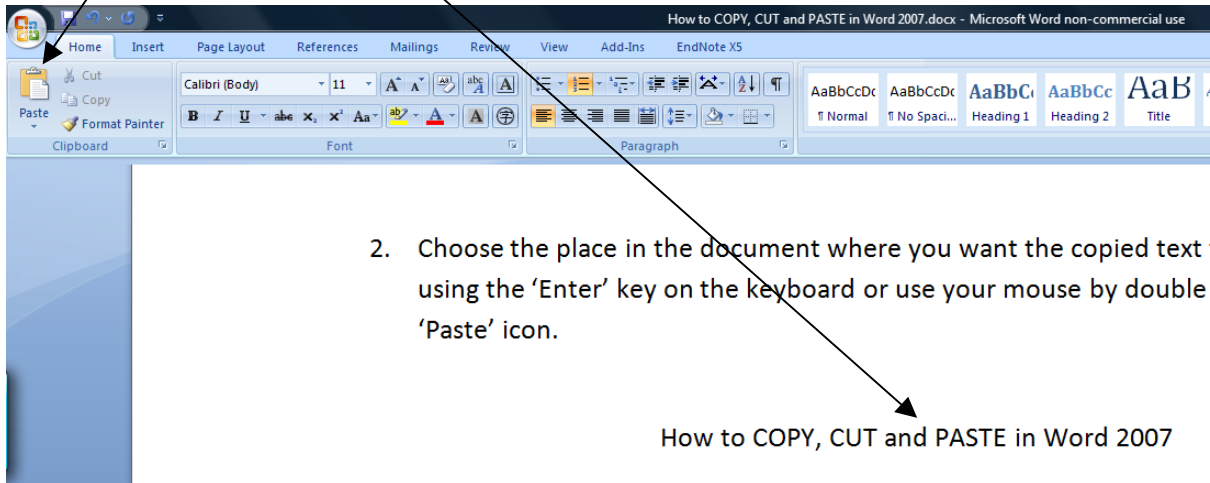 How to COPY, CUT and PASTE in Word 2007.docx - Microsoft Word non-commercial use
Home Insert Page Layout References Mailings Review View Add-Ins EndNote X5
Cut
Copy
Paste
Format Painter
Calibri (Body) 11
AaBbCcDc AaBbCcDc AaBbC AaBbCc AaB
¶ Normal ¶ No Spaci... Heading 1 Heading 2 Title
Clipboard Font Paragraph
2. Choose the place in the document where you want the copied text
using the ‘Enter’ key on the keyboard or use your mouse by double
‘Paste’ icon.
How to COPY, CUT and PASTE in Word 2007